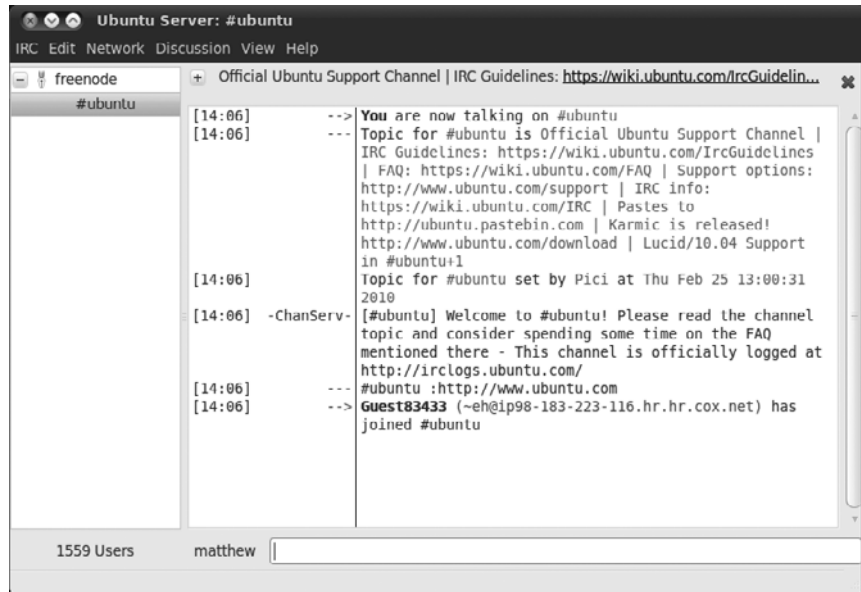 Ubuntu Server: #ubuntu
IRC Edit Network Discussion View Help
freenode
#ubuntu
Official Ubuntu Support Channel | IRC Guidelines: https://wiki.ubuntu.com/IrcGuidelin...
[14:06] --> You are now talking on #ubuntu
[14:06] --- Topic for #ubuntu is Official Ubuntu Support Channel |
IRC Guidelines: https://wiki.ubuntu.com/IrcGuidelines
| FAQ: https://wiki.ubuntu.com/FAQ | Support options:
http://www.ubuntu.com/support | IRC info:
https://wiki.ubuntu.com/IRC | Pastes to
http://ubuntu.pastebin.com | Karmic is released!
http://www.ubuntu.com/download | Lucid/10.04 Support
in #ubuntu+1
[14:06] Topic for #ubuntu set by Pici at Thu Feb 25 13:00:31
2010
[14:06] -ChanServ- [#ubuntu] Welcome to #ubuntu! Please read the channel
topic and consider spending some time on the FAQ
mentioned there - This channel is officially logged at
http://irclogs.ubuntu.com/
[14:06] --- #ubuntu :http://www.ubuntu.com
[14:06] --> Guest83433 (~eh@ip98-183-223-116.hr.hr.cox.net) has
joined #ubuntu
1559 Users
matthew